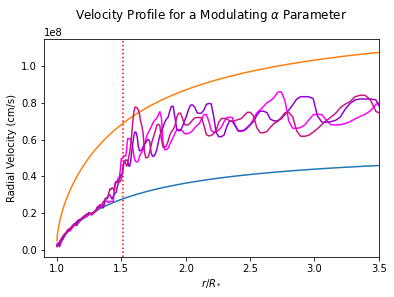 Velocity Profile for a Modulating α Parameter
1e8
Radial Velocity (cm/s)
1.0
0.8
0.6
0.4
0.2
0.0
1.0 1.5 2.0 2.5 3.0 3.5
r/R*